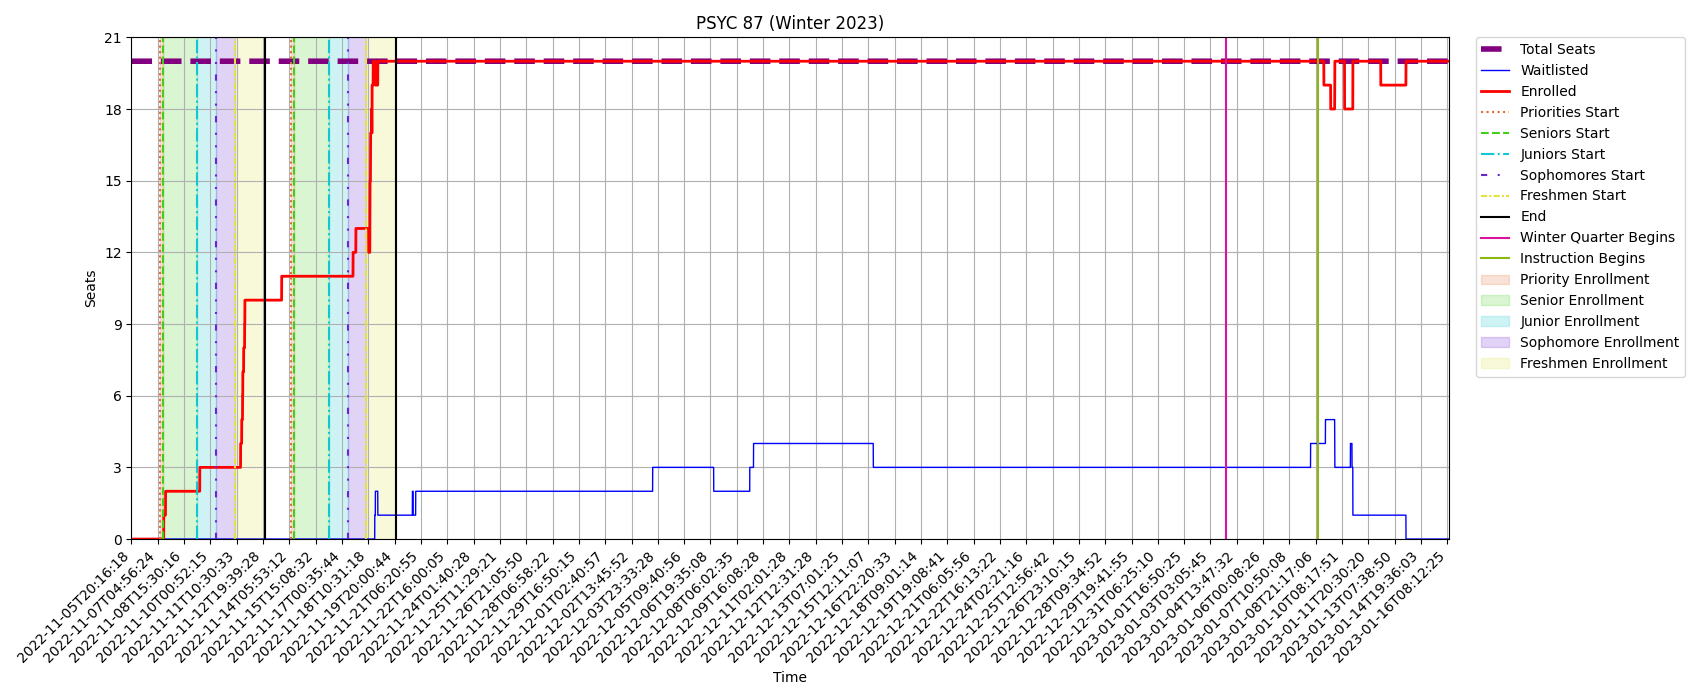 PSYC 87 (Winter 2023)
21
18
15
12
9
6
3
0
Seats
2022-11-05T20:16:18
2022-11-07T04:56:24
2022-11-08T15:30:16
2022-11-10T00:52:15
2022-11-11T10:30:33
2022-11-12T19:39:28
2022-11-14T05:53:12
2022-11-15T15:08:32
2022-11-17T00:35:44
2022-11-18T10:31:18
2022-11-19T20:00:44
2022-11-21T06:20:55
2022-11-22T16:00:05
2022-11-24T01:40:28
2022-11-25T11:29:21
2022-11-26T21:05:50
2022-11-28T06:58:22
2022-11-29T16:50:15
2022-12-01T02:40:57
2022-12-02T13:45:52
2022-12-03T23:33:28
2022-12-05T09:40:56
2022-12-06T19:35:08
2022-12-08T06:02:35
2022-12-09T16:08:28
2022-12-11T02:01:28
2022-12-12T12:31:28
2022-12-13T07:01:25
2022-12-15T12:11:07
2022-12-16T22:20:33
2022-12-18T09:01:14
2022-12-19T19:08:41
2022-12-21T06:05:56
2022-12-22T16:13:22
2022-12-24T02:21:16
2022-12-25T12:56:42
2022-12-26T23:10:15
2022-12-28T09:34:52
2022-12-29T19:41:55
2022-12-31T06:25:10
2023-01-01T16:50:25
2023-01-03T03:05:45
2023-01-04T13:47:32
2023-01-06T00:08:26
2023-01-07T10:50:08
2023-01-08T21:17:06
2023-01-10T08:17:51
2023-01-11T20:30:20
2023-01-13T07:38:50
2023-01-14T19:36:03
2023-01-16T08:12:25
Time
Total Seats
Waitlisted
Enrolled
Priorities Start
Seniors Start
Juniors Start
Sophomores Start
Freshmen Start
End
Winter Quarter Begins
Instruction Begins
Priority Enrollment
Senior Enrollment
Junior Enrollment
Sophomore Enrollment
Freshmen Enrollment